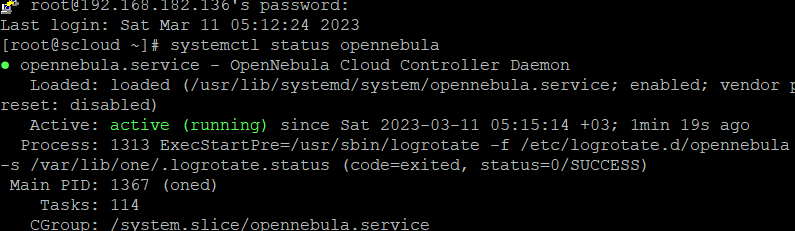 root@192.168.182.136's password:
Last login: Sat Mar 11 05:12:24 2023
[root@scloud ~]# systemctl status opennebula
● opennebula.service - OpenNebula Cloud Controller Daemon
Loaded: loaded (/usr/lib/systemd/system/opennebula.service; enabled; vendor p
reset: disabled)
Active: active (running) since Sat 2023-03-11 05:15:14 +03; 1min 19s ago
Process: 1313 ExecStartPre=/usr/sbin/logrotate -f /etc/logrotate.d/opennebula
-s /var/lib/one/.logrotate.status (code=exited, status=0/SUCCESS)
Main PID: 1367 (oned)
Tasks: 114
CGroup: /system.slice/opennebula.service